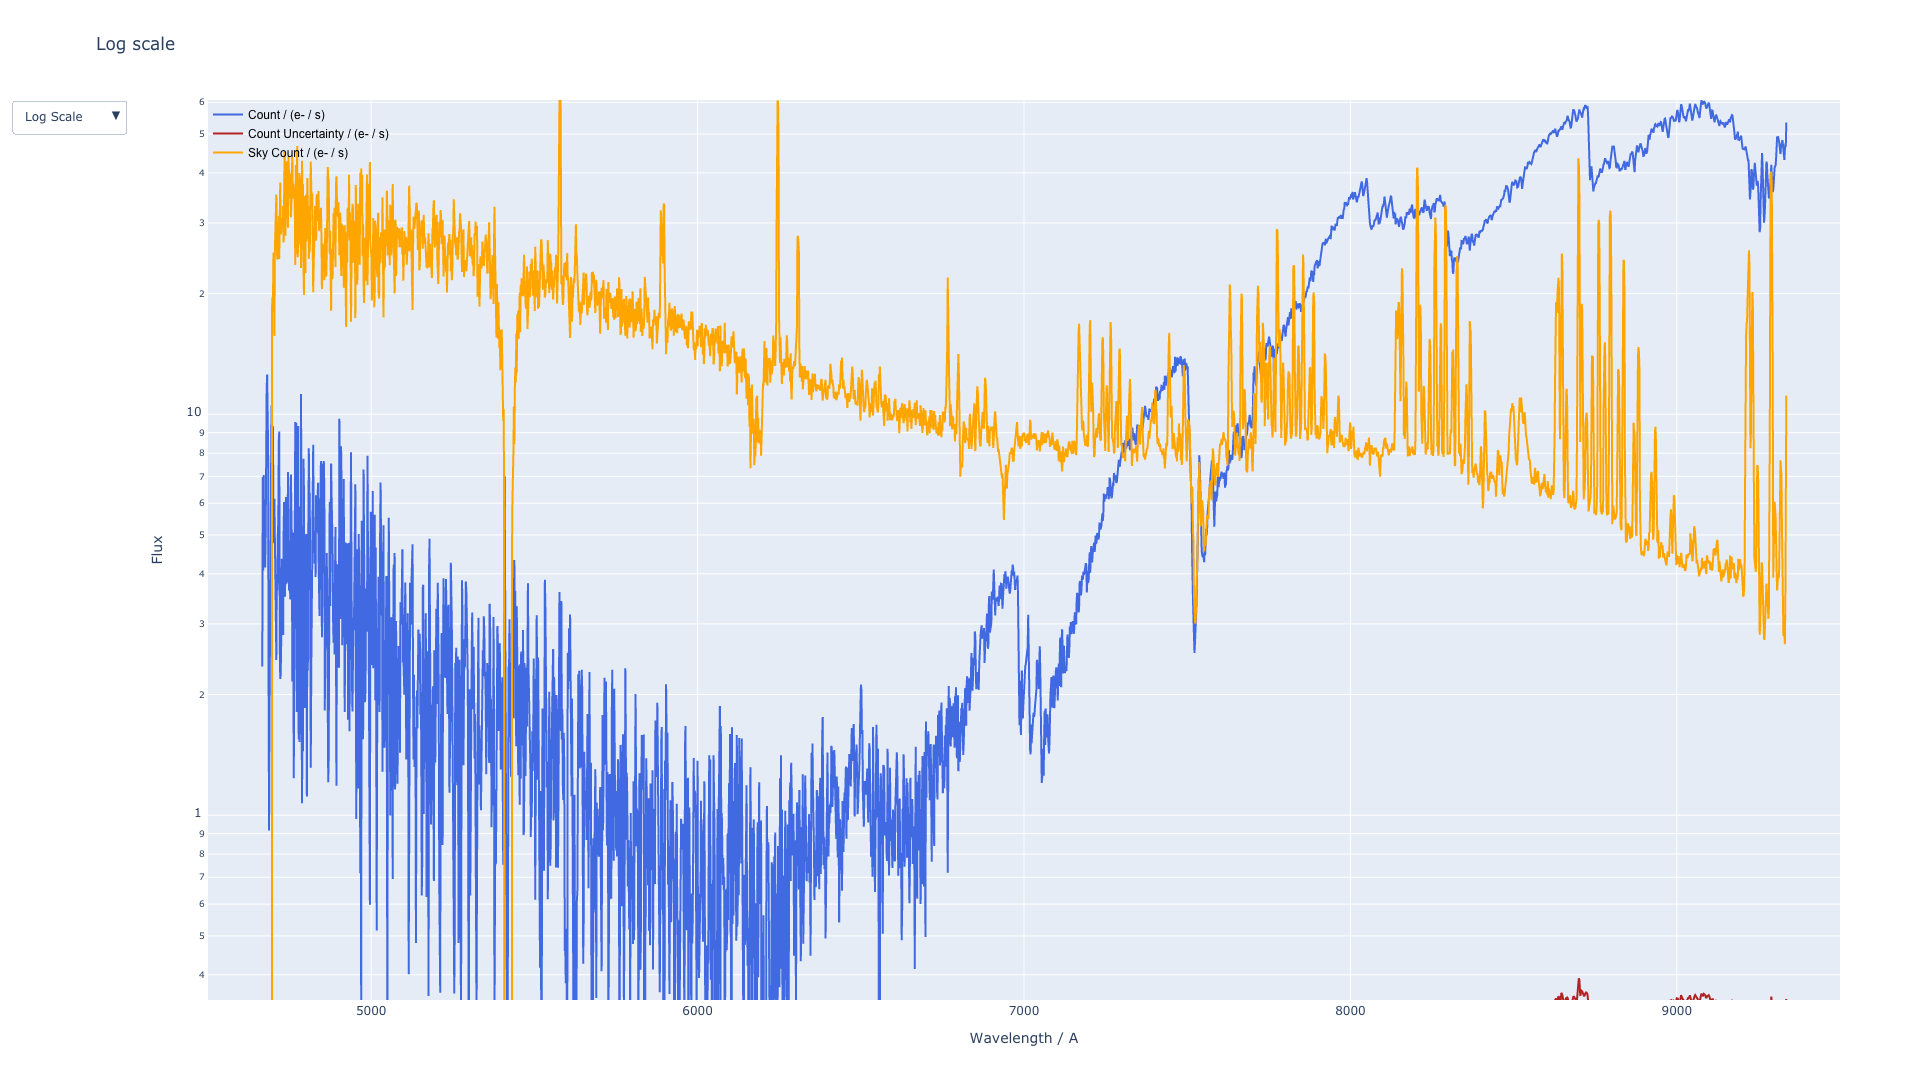 Log scale
Log Scale ▼
Count / (e- / s)
Count Uncertainty / (e- / s)
Sky Count / (e- / s)
6
5
4
3
2
10
9
8
7
6
5
4
3
2
1
9
8
7
6
5
4
Flux
5000 6000 7000 8000 9000
Wavelength / A